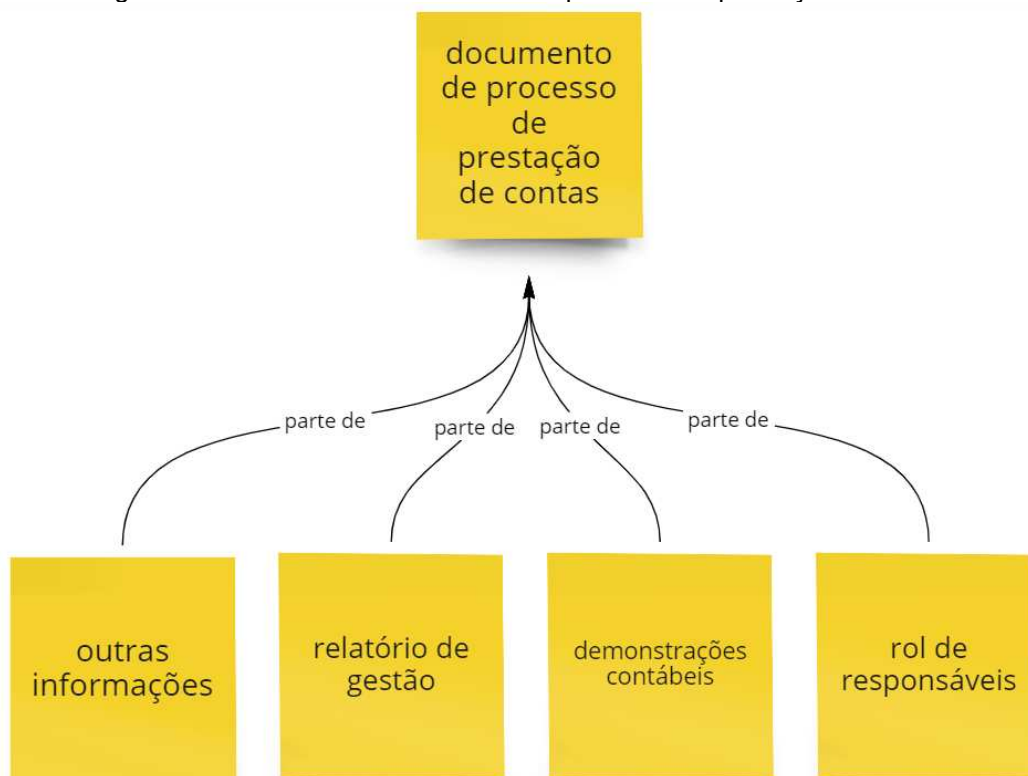 documento
de processo
de
prestação
de contas
parte de
parte de
parte de
parte de
outras
informações
relatório de
gestão
demonstrações
contábeis
rol de
responsáveis